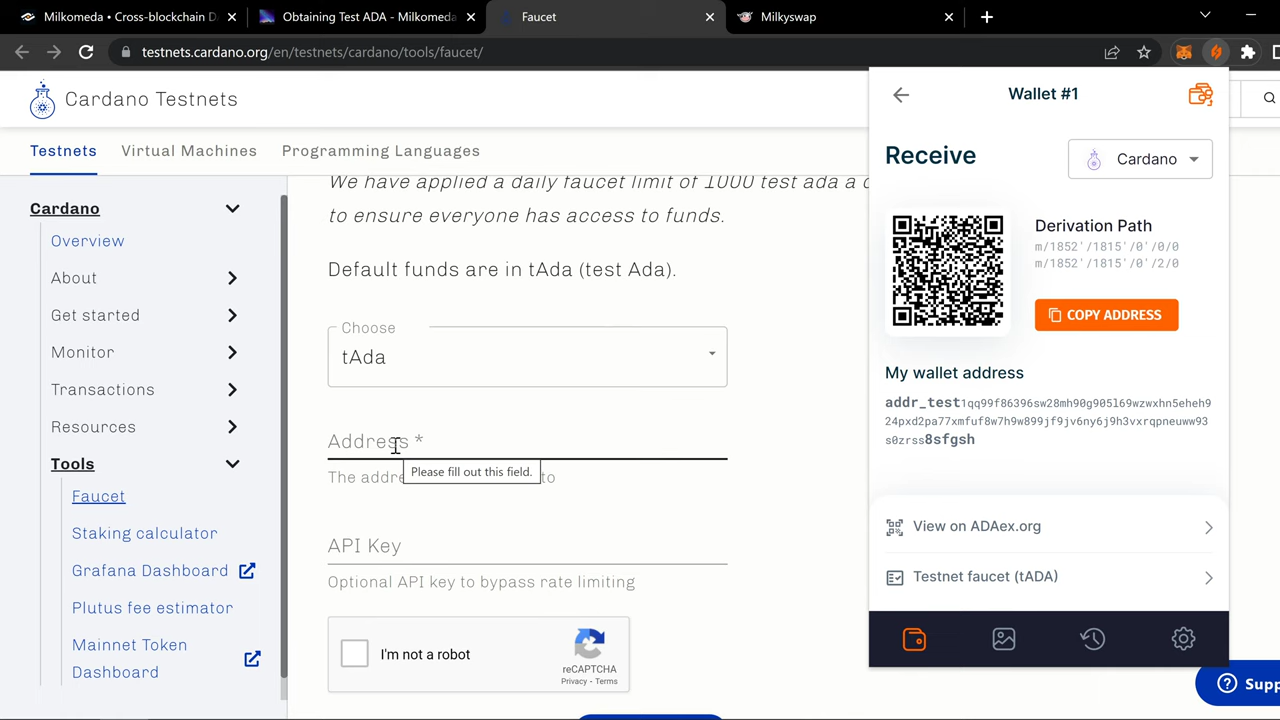 Milkomeda • Cross-blockchain D
Obtaining Test ADA - Milkomeda
Faucet
Milkyswap
testnets.cardano.org/en/testnets/cardano/tools/faucet/
Cardano Testnets
Testnets
Virtual Machines
Programming Languages
Cardano
Overview
About
Get started
Monitor
Transactions
Resources
Tools
Faucet
Staking calculator
Grafana Dashboard
Plutus fee estimator
Mainnet Token
Dashboard
We have applied a daily faucet limit of 1000 test ada a d
to ensure everyone has access to funds.
Default funds are in tAda (test Ada).
Choose
tAda
Address *
Please fill out this field.
The addre
to
API Key
Optional API key to bypass rate limiting
I'm not a robot
reCAPTCHA
Privacy - Terms
Wallet #1
Receive
Cardano
Derivation Path
m/1852'/1815'/0'/0/0
m/1852'/1815'/0'/2/0
COPY ADDRESS
My wallet address
addr_test1qq99f86396sw28mh90g905l69wzwxhn5eheh9
24pxd2pa77xmfuf8w7h9w899jf9jv6ny6j9h3vxrqpneuww93
s0zrss8sfgsh
View on ADAex.org
Testnet faucet (tADA)
Supp